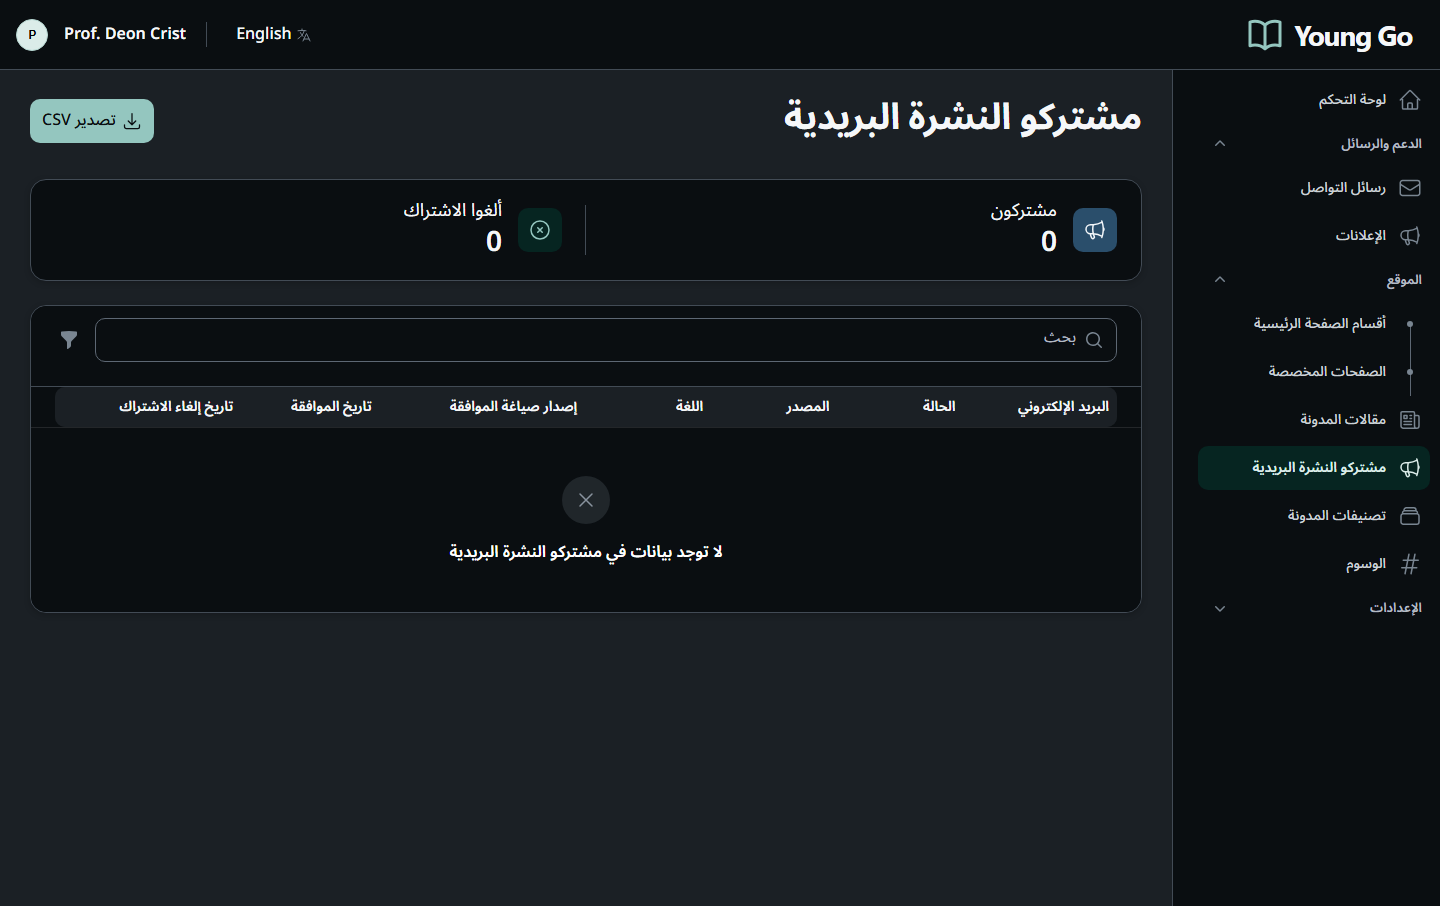 Young Go
English
Prof. Deon Crist
P
لوحة التحكم
الدعم والرسائل
رسائل التواصل
الإعلانات
الموقع
أقسام الصفحة الرئيسية
الصفحات المخصصة
مقالات المدونة
مشتركو النشرة البريدية
تصنيفات المدونة
الوسوم
الإعدادات
مشتركو النشرة البريدية
تصدير CSV
مشتركون
0
ألغوا الاشتراك
0
بحث
البريد الإلكتروني الحالة المصدر اللغة إصدار صياغة الموافقة تاريخ الموافقة تاريخ إلغاء الاشتراك
لا توجد بيانات في مشتركو النشرة البريدية